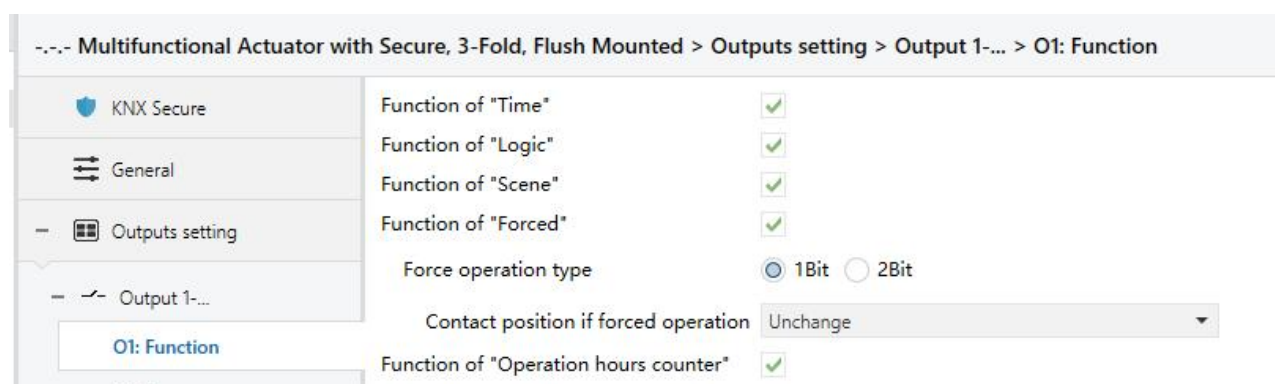 -.-.- Multifunctional Actuator with Secure, 3-Fold, Flush Mounted > Outputs setting > Output 1-... > O1: Function
KNX Secure
General
Outputs setting
Output 1-...
O1: Function
Function of "Time"
Function of "Logic"
Function of "Scene"
Function of "Forced"
Force operation type 1Bit 2Bit
Contact position if forced operation Unchange
Function of "Operation hours counter"